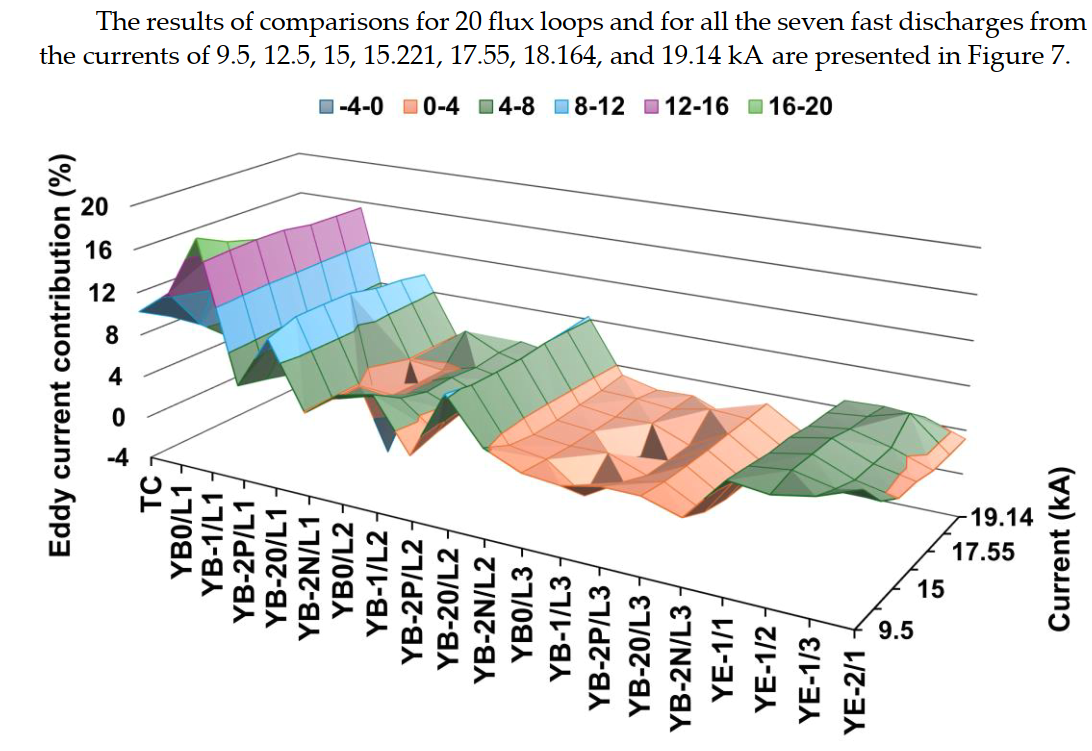 The results of comparisons for 20 flux loops and for all the seven fast discharges from
the currents of 9.5, 12.5, 15, 15.221, 17.55, 18.164, and 19.14 kA are presented in Figure 7.
-4-0 0-4 4-8 8-12 12-16 16-20
Eddy current contribution (%)
20
16
12
8
4
0
-4
TC
YB0/L1
YB-1/L1
YB-2P/L1
YB-20/L1
YB-2N/L1
YB0/L2
YB-1/L2
YB-2P/L2
YB-20/L2
YB-2N/L2
YB0/L3
YB-1/L3
YB-2P/L3
YB-20/L3
YB-2N/L3
YE-1/1
YE-1/2
YE-1/3
YE-2/1
19.14
17.55
15
9.5
Current (kA)